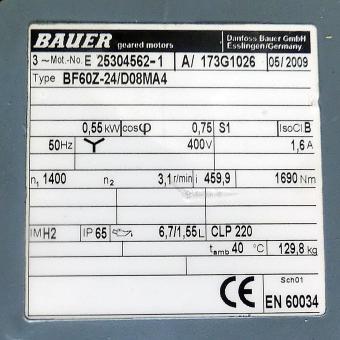 BAUER geared motors Danfoss Bauer GmbH
Esslingen/Germany
3 ~ Mot.-No. E 25304562-1 A/ 173G1026 05/2009
Type BF60Z-24/D08MA4
0,55 kW cosφ 0,75 S1 IsoCl B
50Hz Y 400V 1,6 A
n1 1400 n2 3,1 r/min i 459,9 1690 Nm
IM H2 IP 65 6,7/1,55 L CLP 220
tamb 40 °C 129,8 kg
Sch01
CE EN 60034